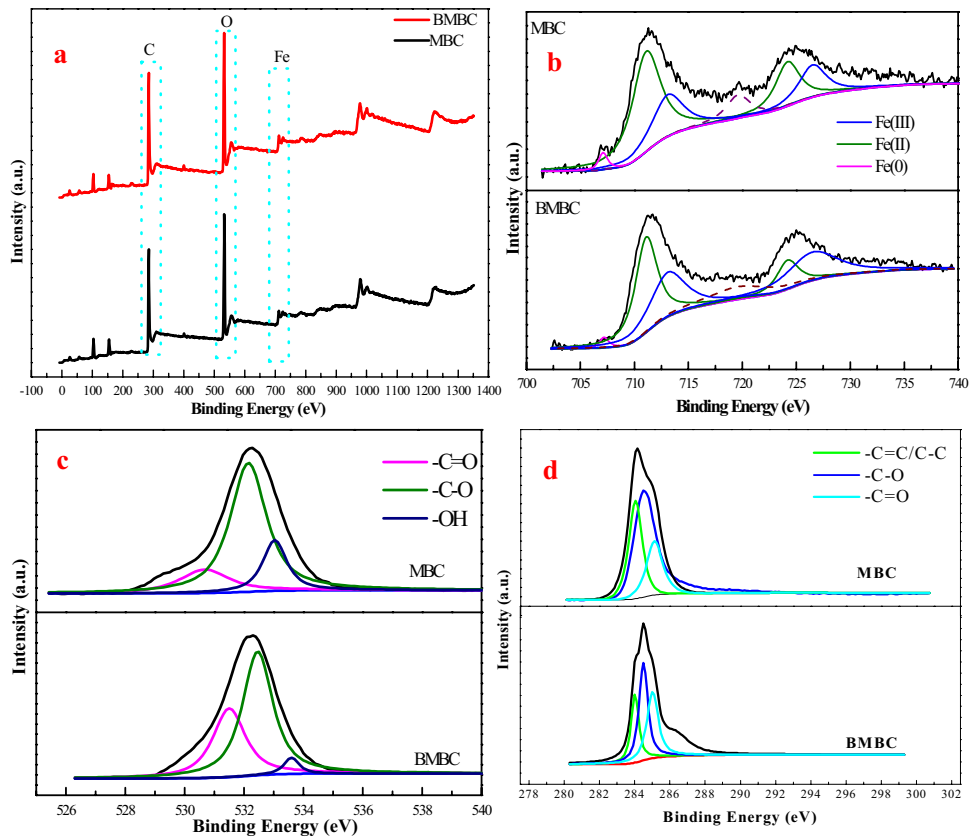 a
BMBC
MBC
C
O
Fe
Intensity (a.u.)
-100 0 100 200 300 400 500 600 700 800 900 1000 1100 1200 1300 1400
Binding Energy (eV)
b
MBC
Fe(III)
Fe(II)
Fe(0)
BMBC
Intensity (a.u.)
700 705 710 715 720 725 730 735 740
Binding Energy (eV)
c
-C=O
-C-O
-OH
MBC
BMBC
Intensity (a.u.)
526 528 530 532 534 536 538 540
Binding Energy (eV)
d
-C=C/C-C
-C-O
-C=O
MBC
BMBC
Intensity (a.u.)
278 280 282 284 286 288 290 292 294 296 298 300 302
Binding Energy (eV)